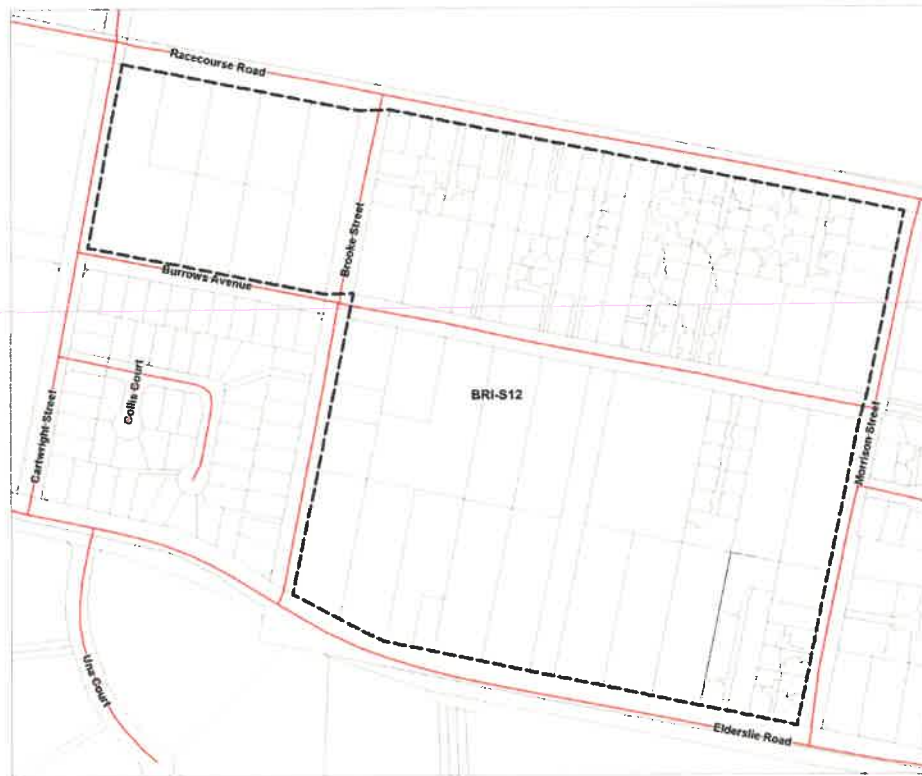 Racecourse Road
Brooke Street
Burrows Avenue
Collis Court
Cartwright Street
BRI-S12
Morrison Street
Una Court
Elderslie Road